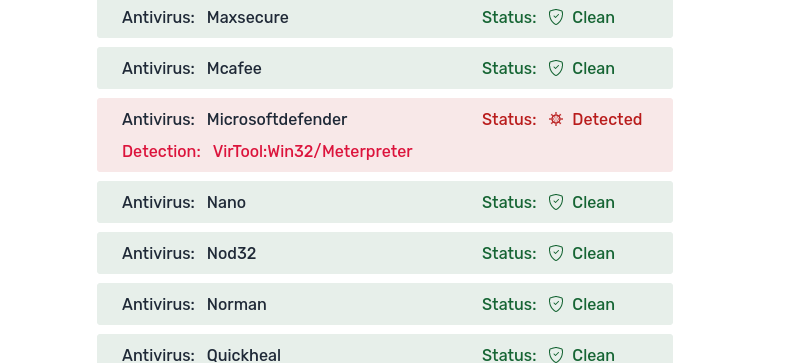 Antivirus: Maxsecure Status: Clean
Antivirus: Mcafee Status: Clean
Antivirus: Microsoftdefender Status: Detected
Detection: VirTool:Win32/Meterpreter
Antivirus: Nano Status: Clean
Antivirus: Nod32 Status: Clean
Antivirus: Norman Status: Clean
Antivirus: Quickheal Status: Clean